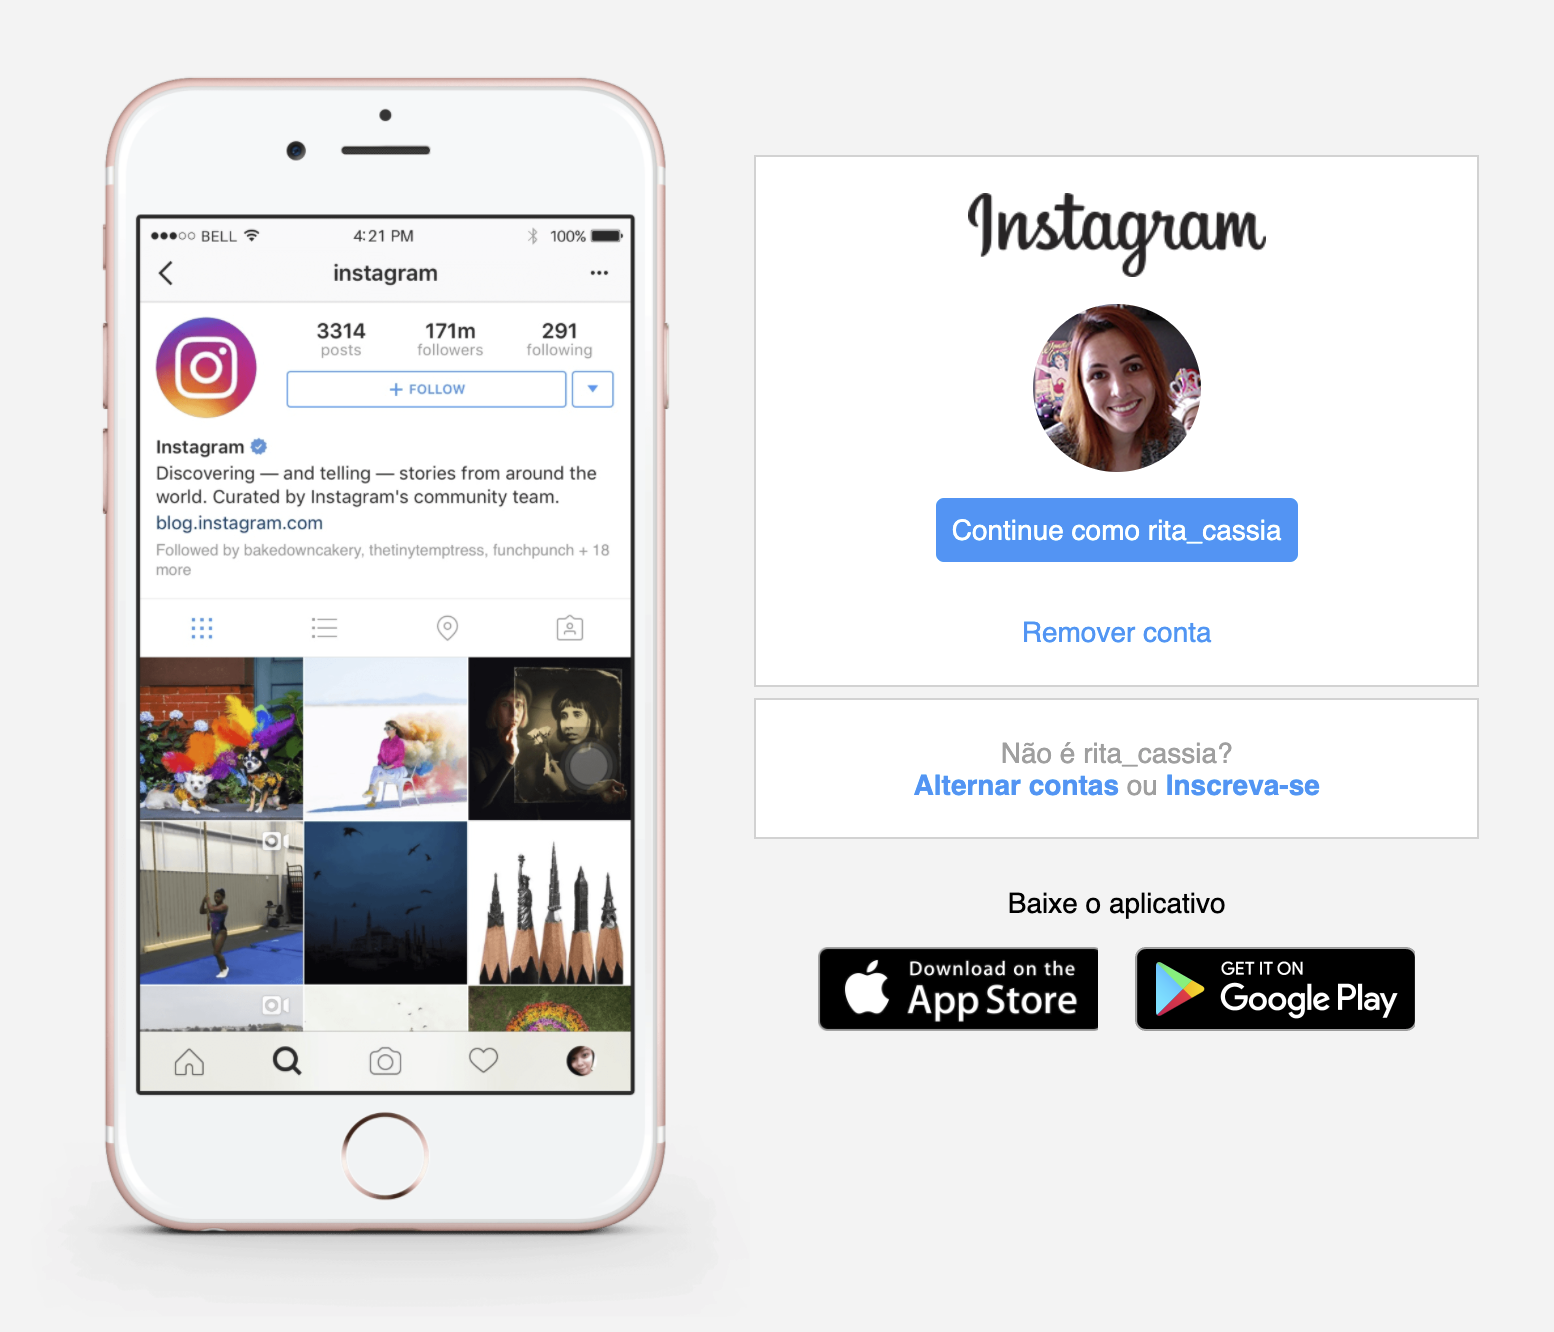 BELL
4:21 PM
100%
instagram
3314
posts
171m
followers
291
following
+ FOLLOW
Instagram
Discovering — and telling — stories from around the
world. Curated by Instagram's community team.
blog.instagram.com
Followed by bakedowncakery, thetinytemptress, funchpunch + 18
more
Instagram
Continue como rita_cassia
Remover conta
Não é rita_cassia?
Alternar contas ou Inscreva-se
Baixe o aplicativo
Download on the
App Store
GET IT ON
Google Play